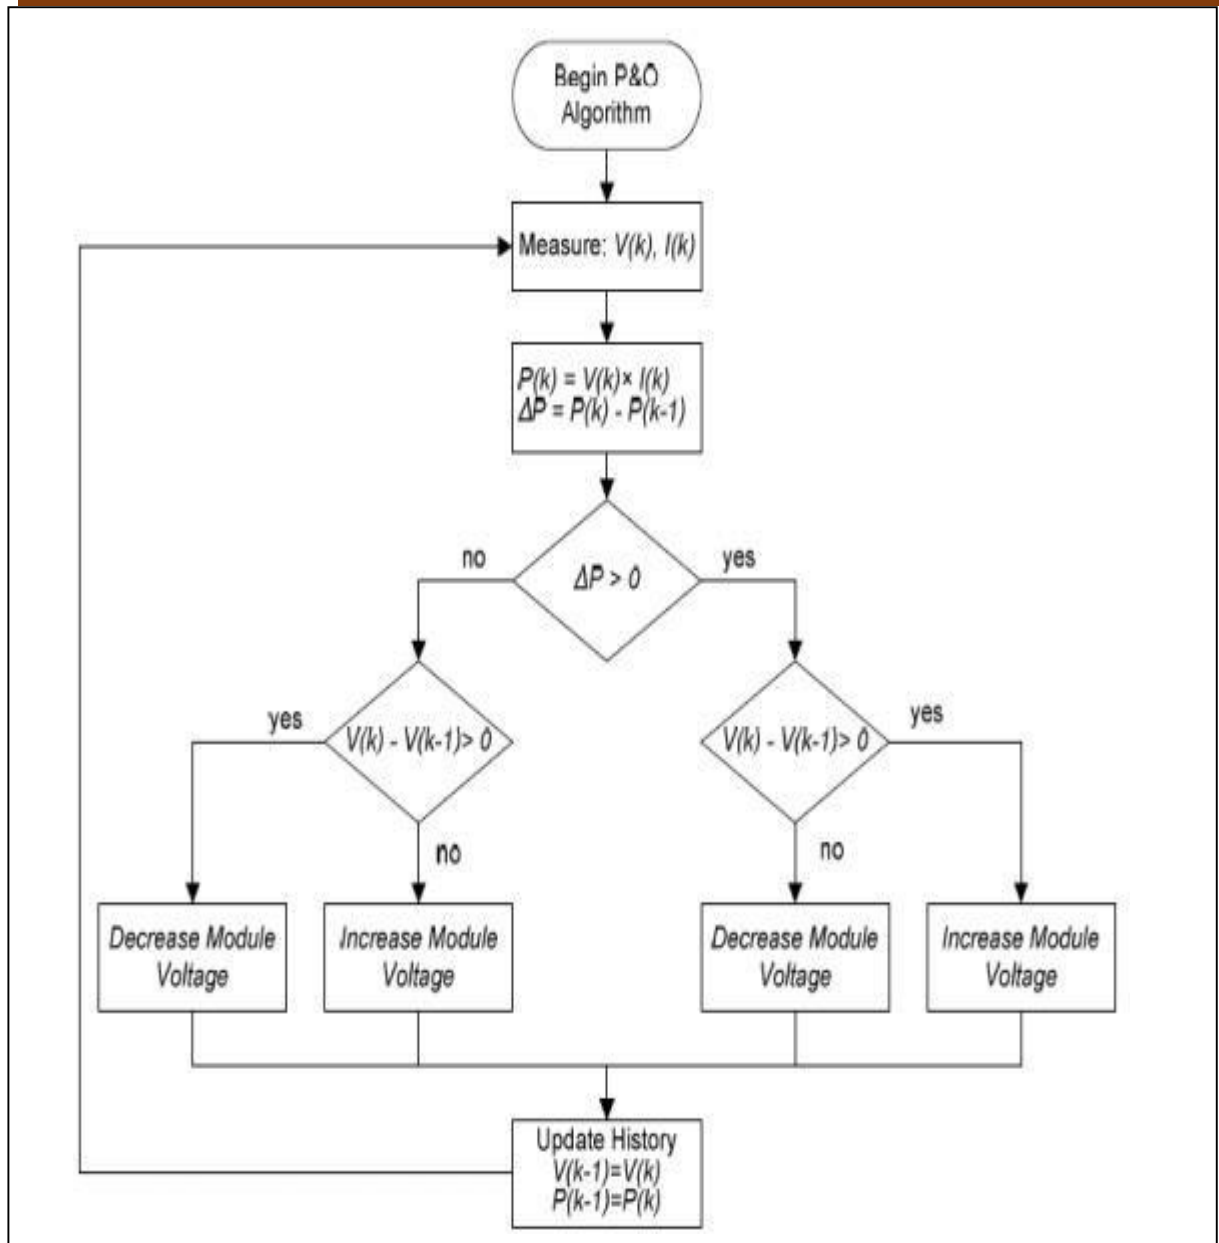 Begin P&O
Algorithm
Measure: V(k), I(k)
P(k) = V(k)× I(k)
ΔP = P(k) - P(k-1)
no
yes
ΔP > 0
yes
V(k) - V(k-1)> 0
V(k) - V(k-1)> 0
yes
no
no
Decrease Module
Voltage
Increase Module
Voltage
Decrease Module
Voltage
Increase Module
Voltage
Update History
V(k-1)=V(k)
P(k-1)=P(k)